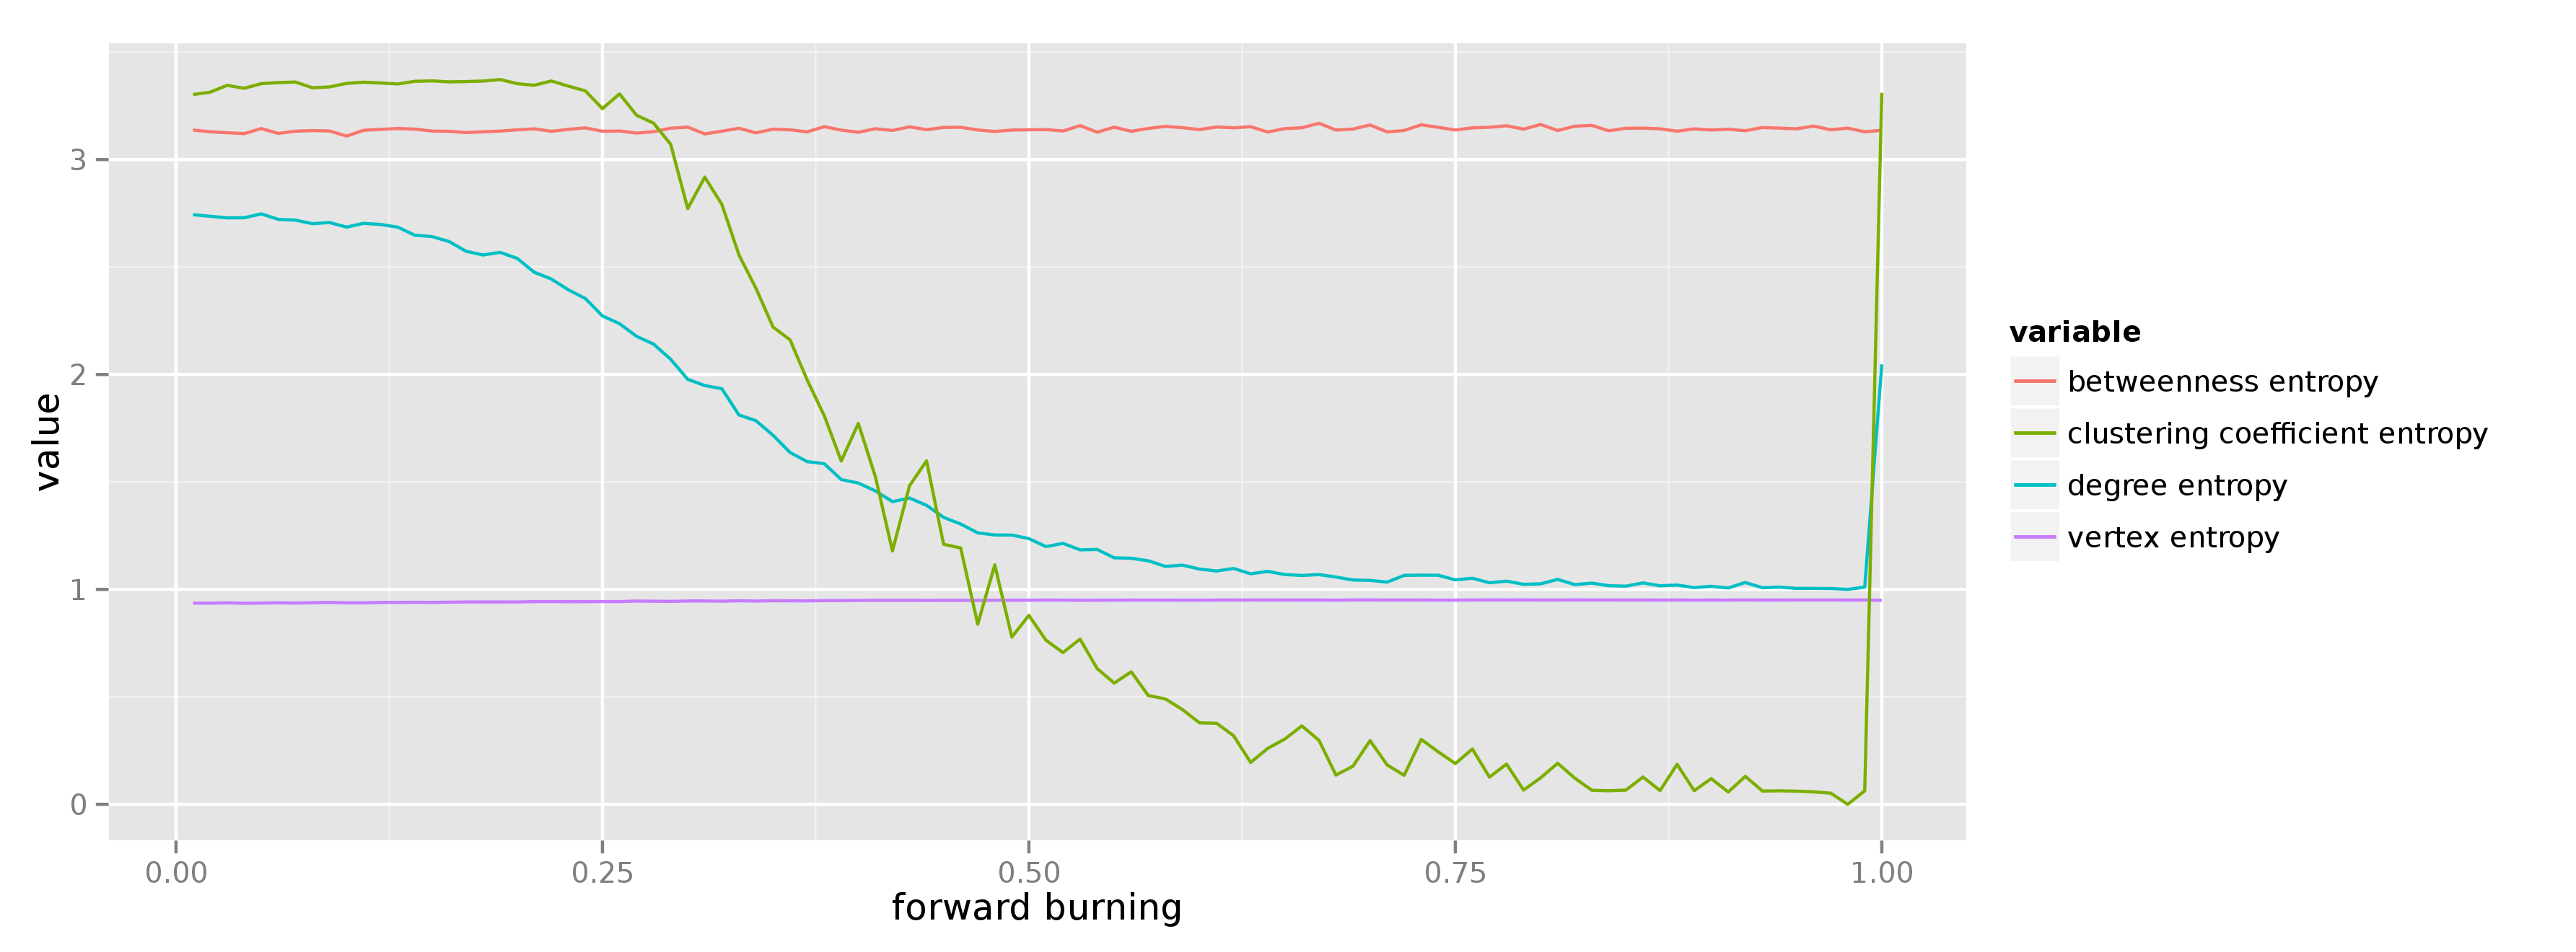 value
3
2
1
0
0.00
0.25
0.50
0.75
1.00
forward burning
variable
betweenness entropy
clustering coefficient entropy
degree entropy
vertex entropy